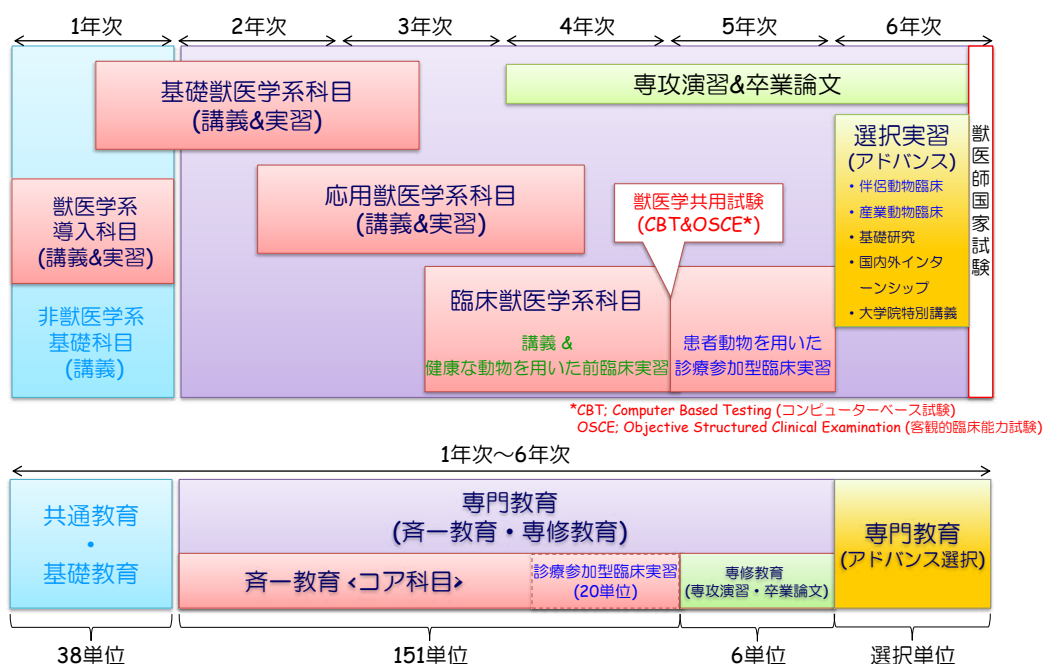 1年次
2年次
3年次
4年次
5年次
6年次
基礎獣医学系科目
(講義&実習)
専攻演習&卒業論文
選択実習
(アドバンス)
・伴侶動物臨床
・産業動物臨床
・基礎研究
・国内外インタ
ーンシップ
・大学院特別講義
獣医師国家試験
獣医学系
導入科目
(講義&実習)
応用獣医学系科目
(講義&実習)
獣医学共用試験
(CBT&OSCE*)
臨床獣医学系科目
講義 &
健康な動物を用いた前臨床実習
患者動物を用いた
診療参加型臨床実習
非獣医学系
基礎科目
(講義)
*CBT; Computer Based Testing (コンピューターベース試験)
OSCE; Objective Structured Clinical Examination (客観的臨床能力試験)
1年次〜6年次
共通教育
・
基礎教育
専門教育
(斉一教育・専修教育)
斉一教育 <コア科目>
診療参加型臨床実習
(20単位)
専修教育
(専攻演習・卒業論文)
専門教育
(アドバンス選択)
38単位
151単位
6単位
選択単位